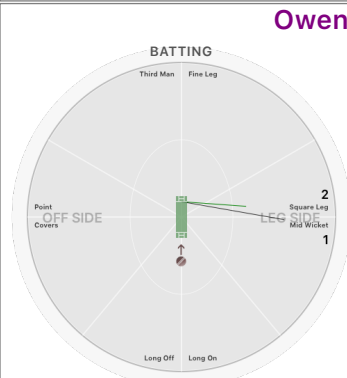 Owen
BATTING
Third Man Fine Leg
2
Point Square Leg
OFF SIDE LEG SIDE
Covers Mid Wicket
1
Long Off Long On